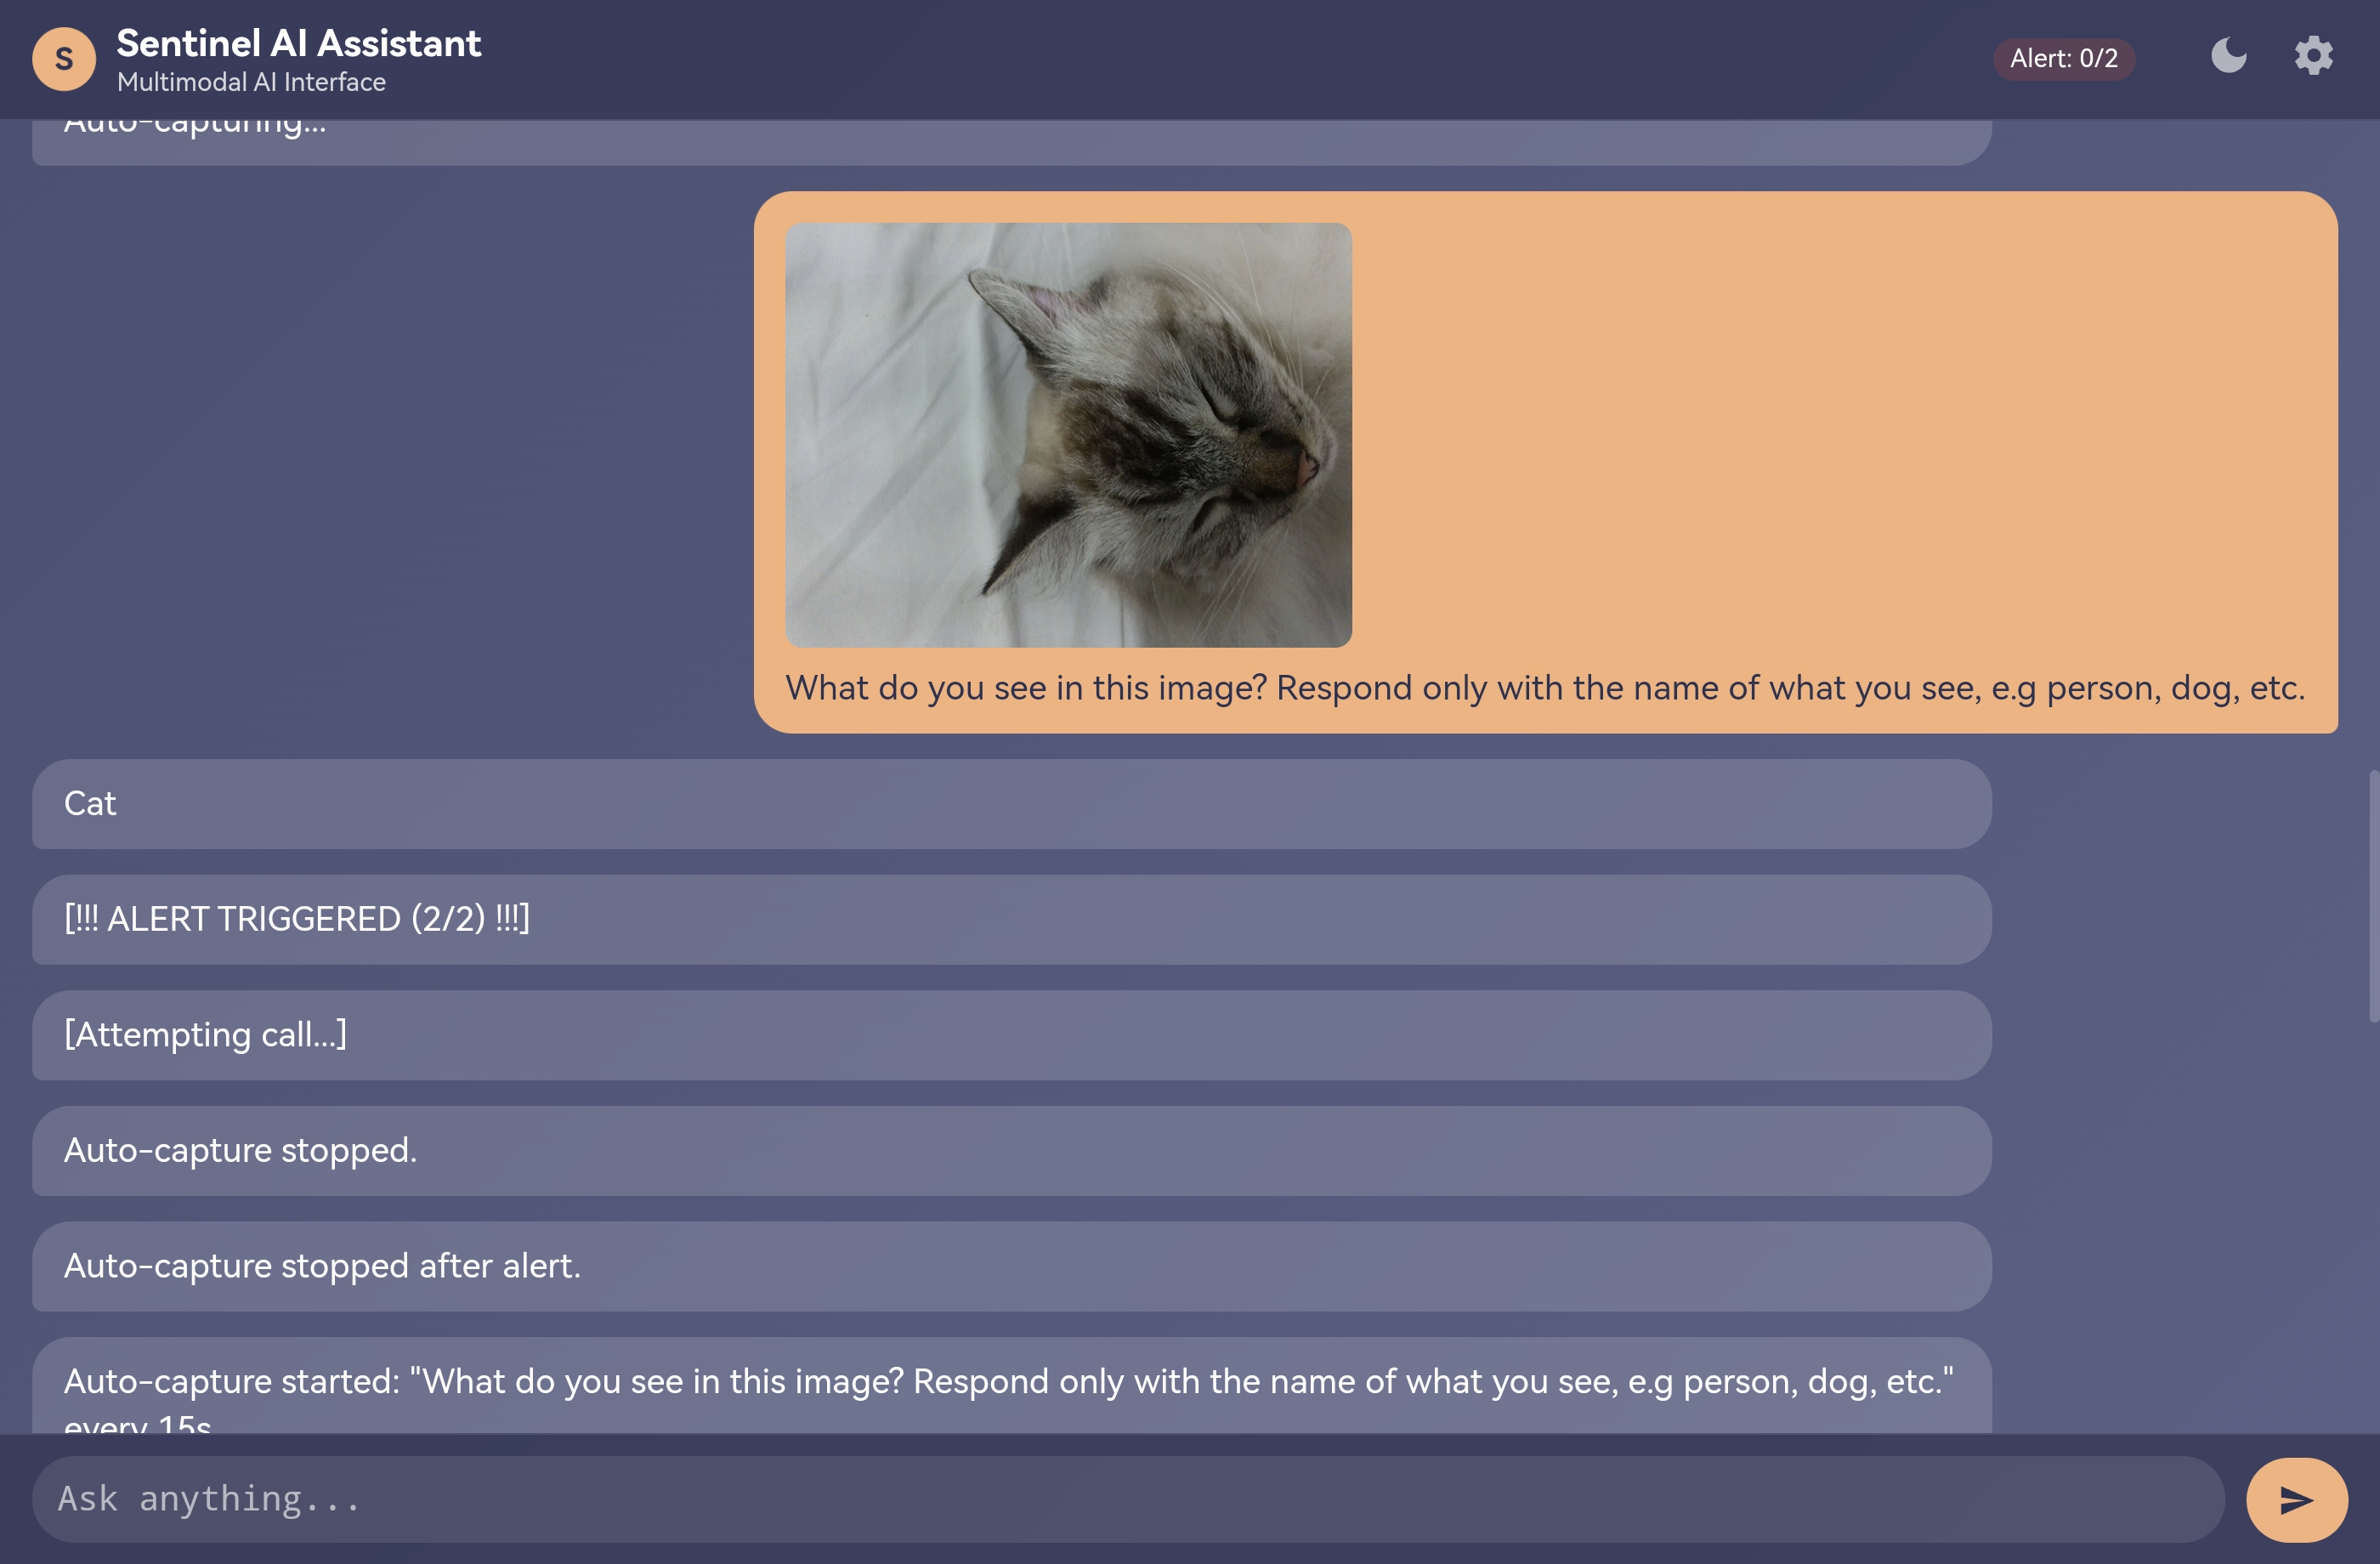 S
Sentinel AI Assistant
Multimodal AI Interface
Alert: 0/2
Auto-capturing...
What do you see in this image? Respond only with the name of what you see, e.g person, dog, etc.
Cat
[!!! ALERT TRIGGERED (2/2) !!!]
[Attempting call...]
Auto-capture stopped.
Auto-capture stopped after alert.
Auto-capture started: "What do you see in this image? Respond only with the name of what you see, e.g person, dog, etc."
every 15s
Ask anything...